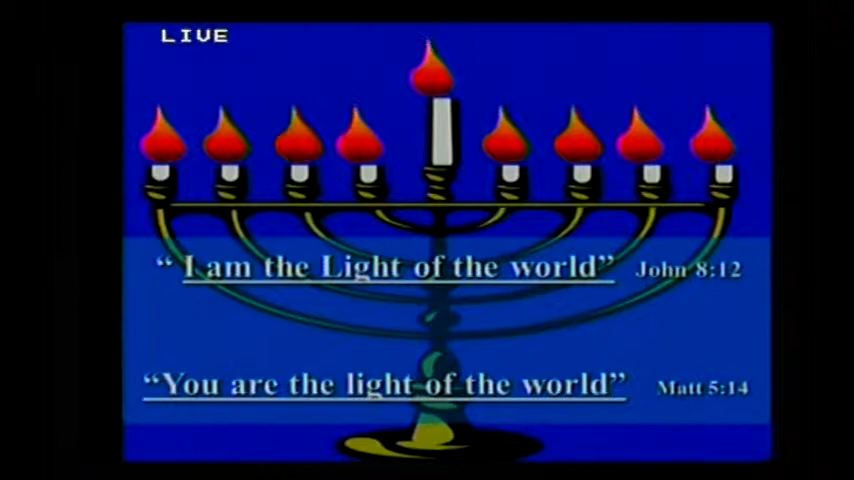 LIVE
“ I am the Light of the world” John 8:12
“You are the light of the world” Matt 5:14